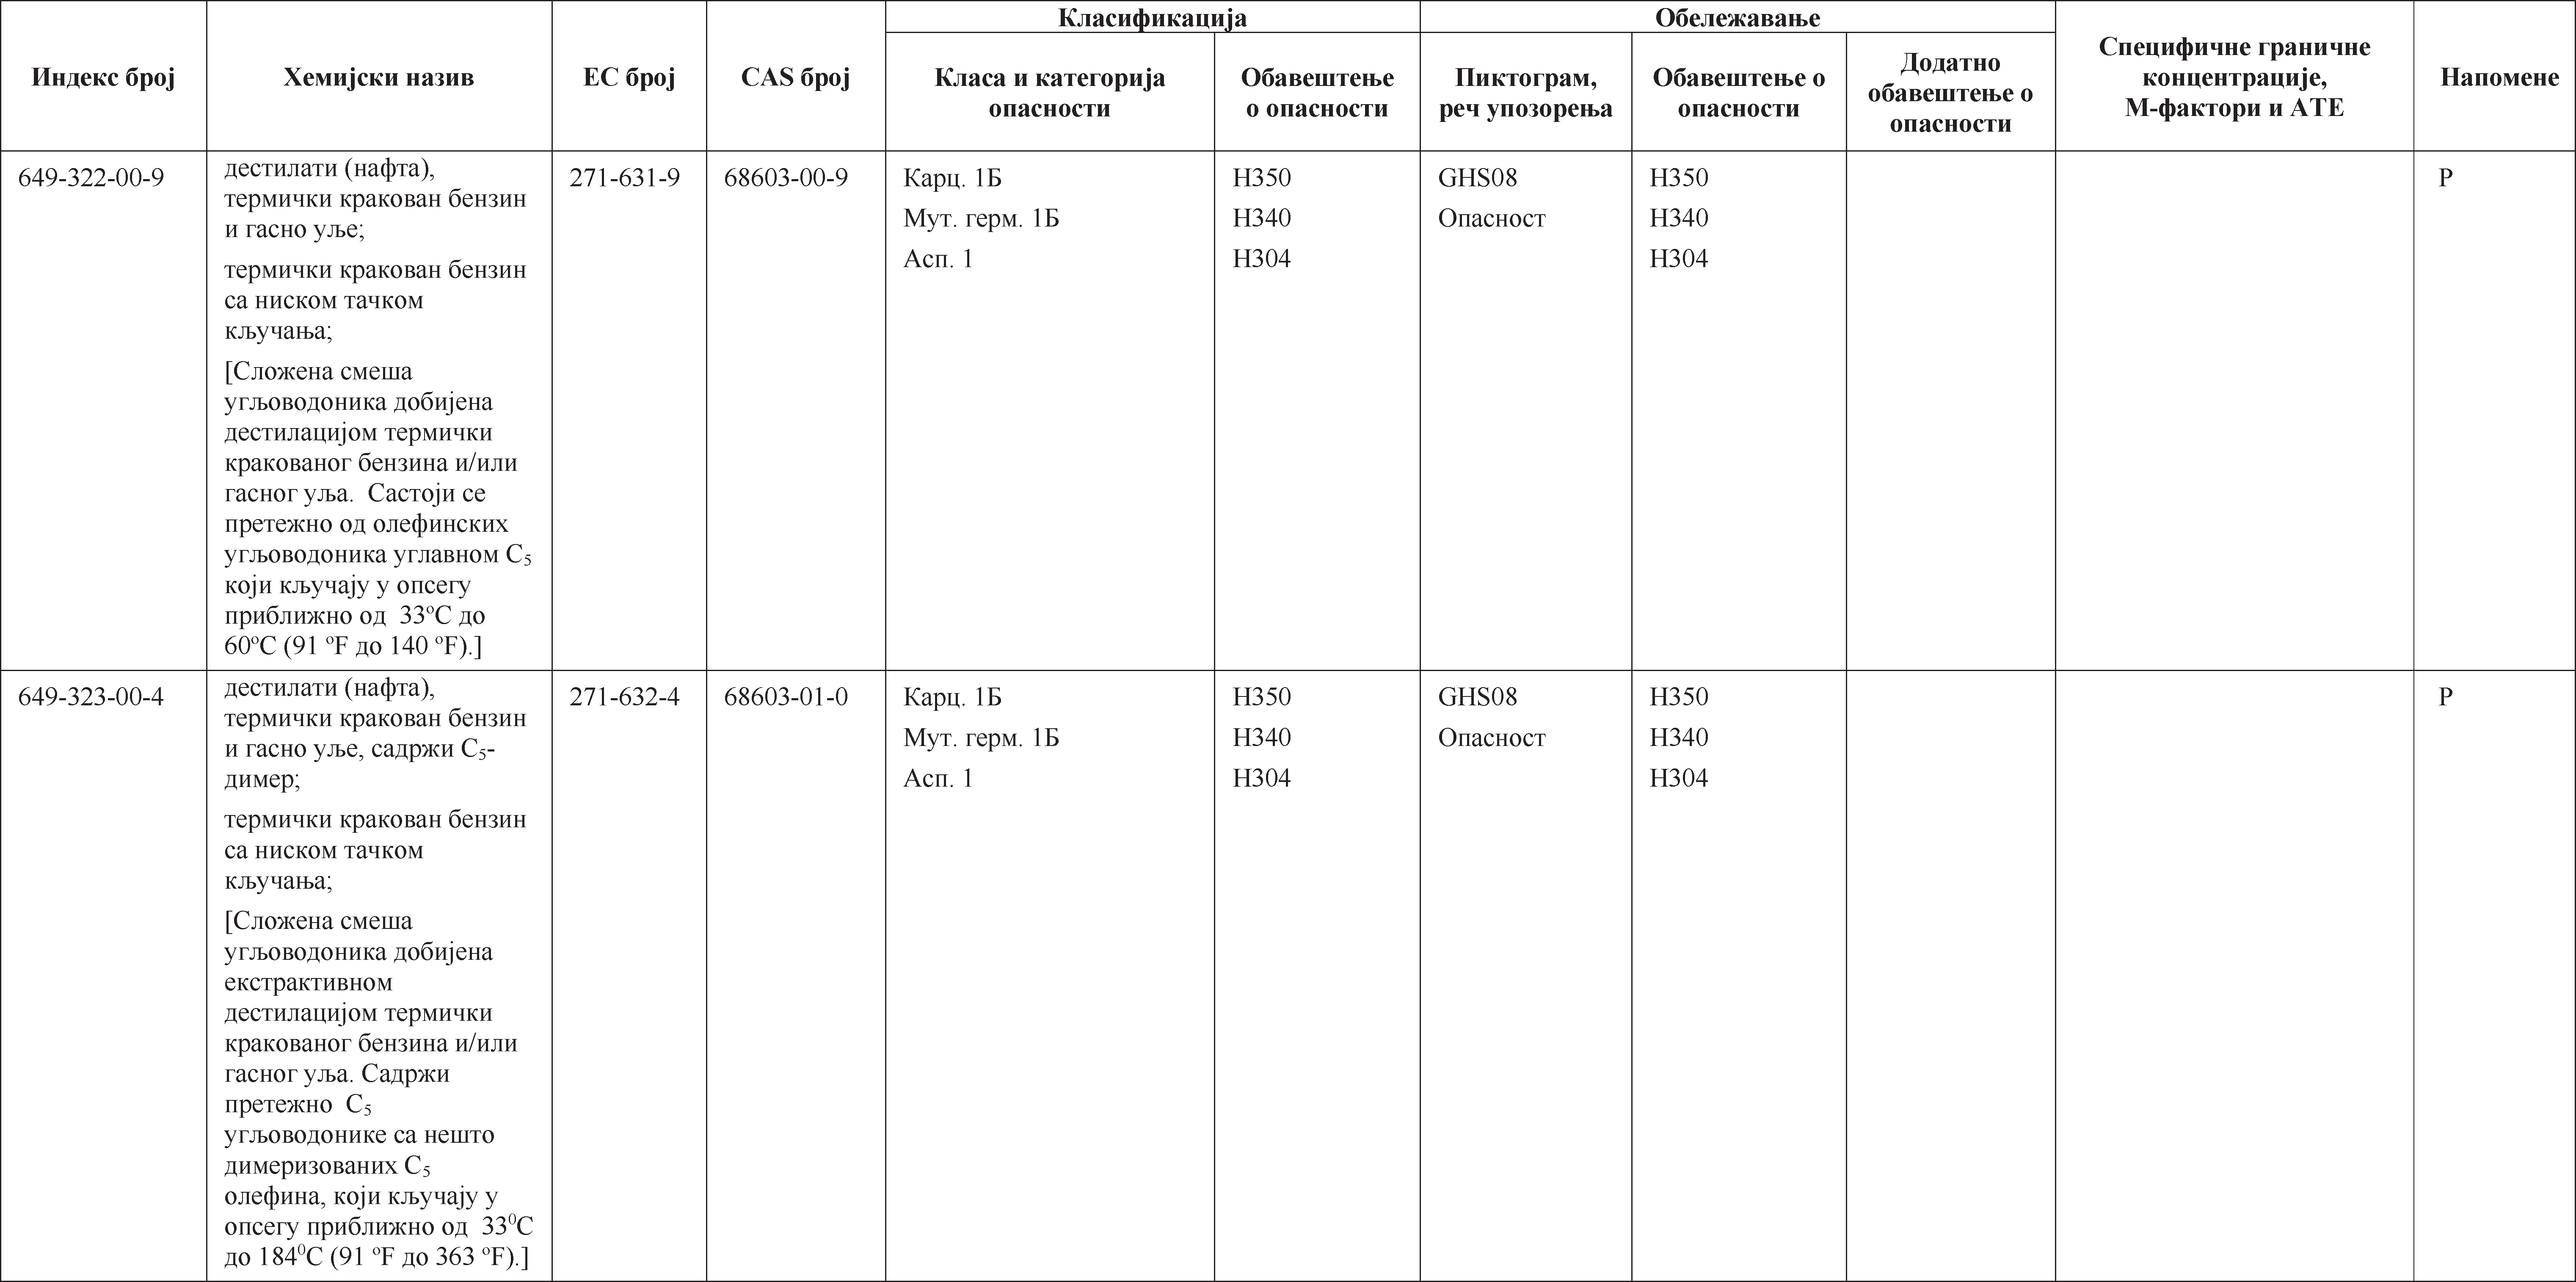 Класификација
Обележавање
Индекс број
Хемијски назив
ЕС број
CAS број
Класа и категорија
опасности
Обавештење
о опасности
Пиктограм,
реч упозорења
Обавештење о
опасности
Додатно
обавештење о
опасности
Специфичне граничне
концентрације,
М-фактори и АТЕ
Напомене
649-322-00-9
дестилати (нафта),
термички кракован бензин
и гасно уље;
термички кракован бензин
са ниском тачком
кључања;
[Сложена смеша
угљоводоника добијена
дестилацијом термички
кракованог бензина и/или
гасног уља.  Састоји се
претежно од олефинских
угљоводоника углавном C₅
који кључају у опсегу
приближно од  33ºC до
60ºC (91 ºF до 140 ºF).]
271-631-9
68603-00-9
Карц. 1Б
Мут. герм. 1Б
Асп. 1
H350
H340
H304
GHS08
Опасност
H350
H340
H304
P
649-323-00-4
дестилати (нафта),
термички кракован бензин
и гасно уље, садржи C₅-
димер;
термички кракован бензин
са ниском тачком
кључања;
[Сложена смеша
угљоводоника добијена
екстрактивном
дестилацијом термички
кракованог бензина и/или
гасног уља. Садржи
претежно  C₅
угљоводонике са нешто
димеризованих C₅
олефина, који кључају у
опсегу приближно од  33⁰C
до 184⁰C (91 ºF до 363 ºF).]
271-632-4
68603-01-0
Карц. 1Б
Мут. герм. 1Б
Асп. 1
H350
H340
H304
GHS08
Опасност
H350
H340
H304
P